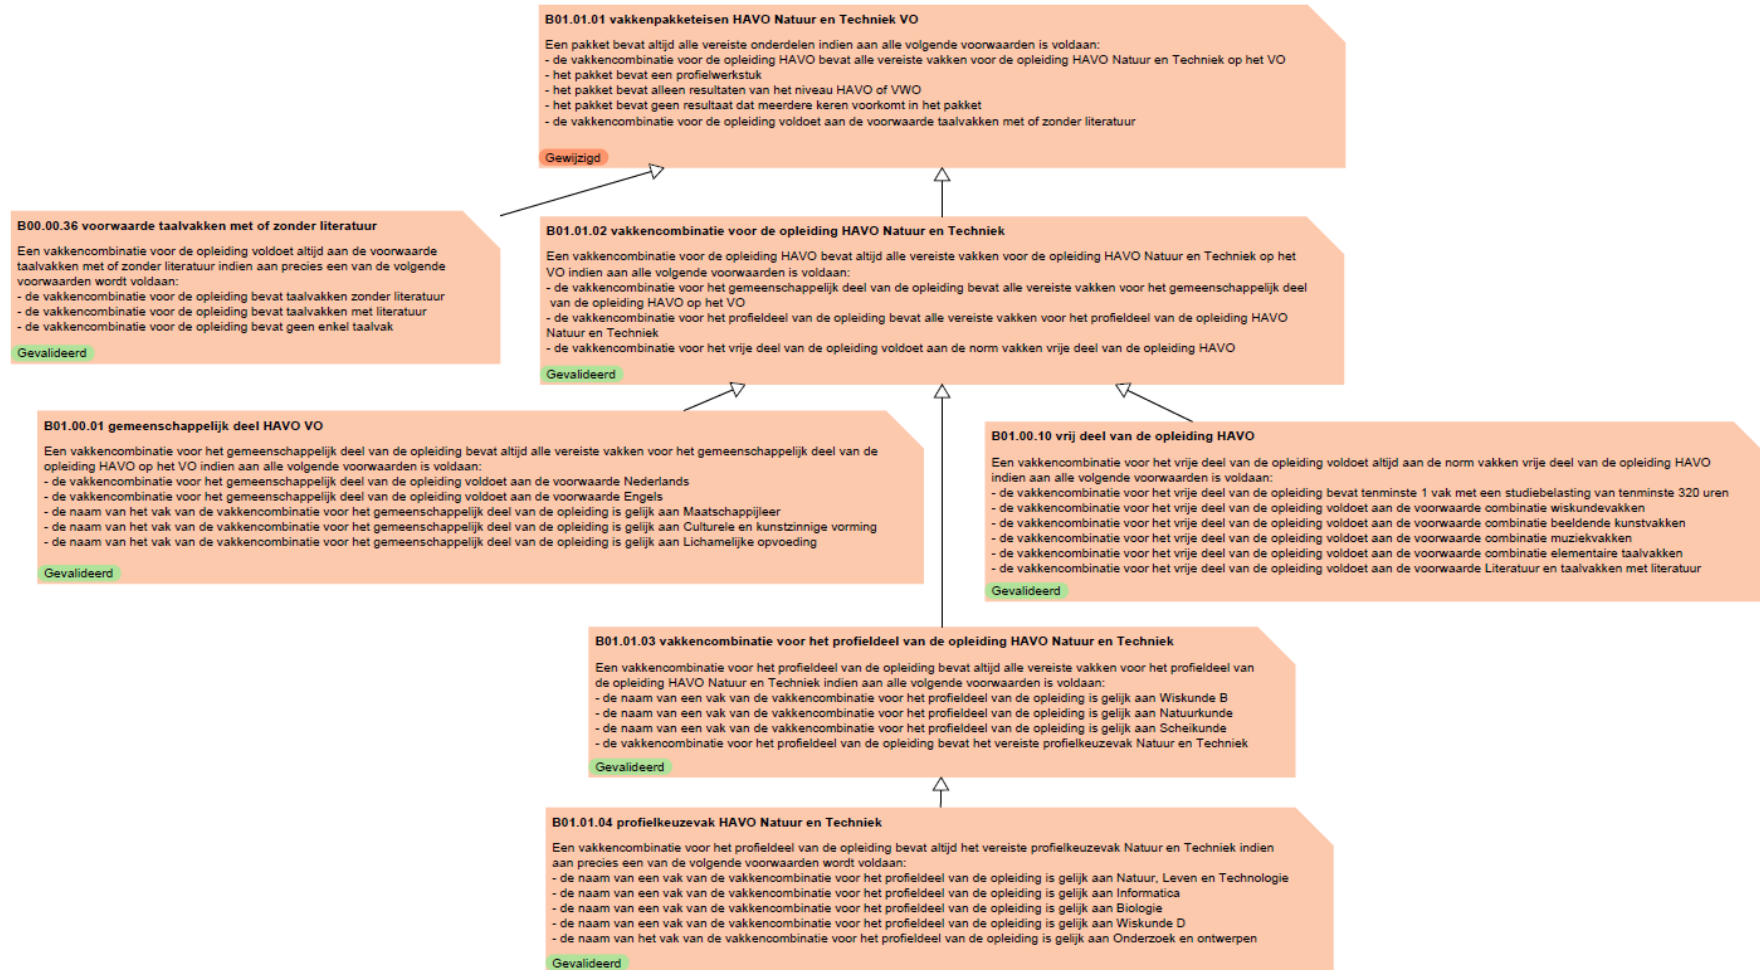 B01.01.01 vakkenpakketeisen HAVO Natuur en Techniek VO
Een pakket bevat altijd alle vereiste onderdelen indien aan alle volgende voorwaarden is voldaan:
- de vakkencombinatie voor de opleiding HAVO bevat alle vereiste vakken voor de opleiding HAVO Natuur en Techniek op het VO
- het pakket bevat een profielwerkstuk
- het pakket bevat alleen resultaten van het niveau HAVO of VWO
- het pakket bevat geen resultaat dat meerdere keren voorkomt in het pakket
- de vakkencombinatie voor de opleiding voldoet aan de voorwaarde taalvakken met of zonder literatuur
Gewijzigd
B00.00.36 voorwaarde taalvakken met of zonder literatuur
Een vakkencombinatie voor de opleiding voldoet altijd aan de voorwaarde
taalvakken met of zonder literatuur indien aan precies een van de volgende
voorwaarden wordt voldaan:
- de vakkencombinatie voor de opleiding bevat taalvakken zonder literatuur
- de vakkencombinatie voor de opleiding bevat taalvakken met literatuur
- de vakkencombinatie voor de opleiding bevat geen enkel taalvak
Gevalideerd
B01.01.02 vakkencombinatie voor de opleiding HAVO Natuur en Techniek
Een vakkencombinatie voor de opleiding HAVO bevat altijd alle vereiste vakken voor de opleiding HAVO Natuur en Techniek op het
VO indien aan alle volgende voorwaarden is voldaan:
- de vakkencombinatie voor het gemeenschappelijk deel van de opleiding bevat alle vereiste vakken voor het gemeenschappelijk deel
van de opleiding HAVO op het VO
- de vakkencombinatie voor het profieldeel van de opleiding bevat alle vereiste vakken voor het profieldeel van de opleiding HAVO
Natuur en Techniek
- de vakkencombinatie voor het vrije deel van de opleiding voldoet aan de norm vakken vrije deel van de opleiding HAVO
Gevalideerd
B01.00.01 gemeenschappelijk deel HAVO VO
Een vakkencombinatie voor het gemeenschappelijk deel van de opleiding bevat altijd alle vereiste vakken voor het gemeenschappelijk deel van de
opleiding HAVO op het VO indien aan alle volgende voorwaarden is voldaan:
- de vakkencombinatie voor het gemeenschappelijk deel van de opleiding voldoet aan de voorwaarde Nederlands
- de vakkencombinatie voor het gemeenschappelijk deel van de opleiding voldoet aan de voorwaarde Engels
- de naam van het vak van de vakkencombinatie voor het gemeenschappelijk deel van de opleiding is gelijk aan Maatschappijleer
- de naam van het vak van de vakkencombinatie voor het gemeenschappelijk deel van de opleiding is gelijk aan Culturele en kunstzinnige vorming
- de naam van het vak van de vakkencombinatie voor het gemeenschappelijk deel van de opleiding is gelijk aan Lichamelijke opvoeding
Gevalideerd
B01.00.10 vrij deel van de opleiding HAVO
Een vakkencombinatie voor het vrije deel van de opleiding voldoet altijd aan de norm vakken vrije deel van de opleiding HAVO
indien aan alle volgende voorwaarden is voldaan:
- de vakkencombinatie voor het vrije deel van de opleiding bevat tenminste 1 vak met een studiebelasting van tenminste 320 uren
- de vakkencombinatie voor het vrije deel van de opleiding voldoet aan de voorwaarde combinatie wiskundevakken
- de vakkencombinatie voor het vrije deel van de opleiding voldoet aan de voorwaarde combinatie beeldende kunstvakken
- de vakkencombinatie voor het vrije deel van de opleiding voldoet aan de voorwaarde combinatie muziekvakken
- de vakkencombinatie voor het vrije deel van de opleiding voldoet aan de voorwaarde combinatie elementaire taalvakken
- de vakkencombinatie voor het vrije deel van de opleiding voldoet aan de voorwaarde Literatuur en taalvakken met literatuur
Gevalideerd
B01.01.03 vakkencombinatie voor het profieldeel van de opleiding HAVO Natuur en Techniek
Een vakkencombinatie voor het profieldeel van de opleiding bevat altijd alle vereiste vakken voor het profieldeel van
de opleiding HAVO Natuur en Techniek indien aan alle volgende voorwaarden is voldaan:
- de naam van een vak van de vakkencombinatie voor het profieldeel van de opleiding is gelijk aan Wiskunde B
- de naam van een vak van de vakkencombinatie voor het profieldeel van de opleiding is gelijk aan Natuurkunde
- de naam van een vak van de vakkencombinatie voor het profieldeel van de opleiding is gelijk aan Scheikunde
- de vakkencombinatie voor het profieldeel van de opleiding bevat het vereiste profielkeuzevak Natuur en Techniek
Gevalideerd
B01.01.04 profielkeuzevak HAVO Natuur en Techniek
Een vakkencombinatie voor het profieldeel van de opleiding bevat altijd het vereiste profielkeuzevak Natuur en Techniek indien
aan precies een van de volgende voorwaarden wordt voldaan:
- de naam van een vak van de vakkencombinatie voor het profieldeel van de opleiding is gelijk aan Natuur, Leven en Technologie
- de naam van een vak van de vakkencombinatie voor het profieldeel van de opleiding is gelijk aan Informatica
- de naam van een vak van de vakkencombinatie voor het profieldeel van de opleiding is gelijk aan Biologie
- de naam van een vak van de vakkencombinatie voor het profieldeel van de opleiding is gelijk aan Wiskunde D
- de naam van het vak van de vakkencombinatie voor het profieldeel van de opleiding is gelijk aan Onderzoek en ontwerpen
Gevalideerd